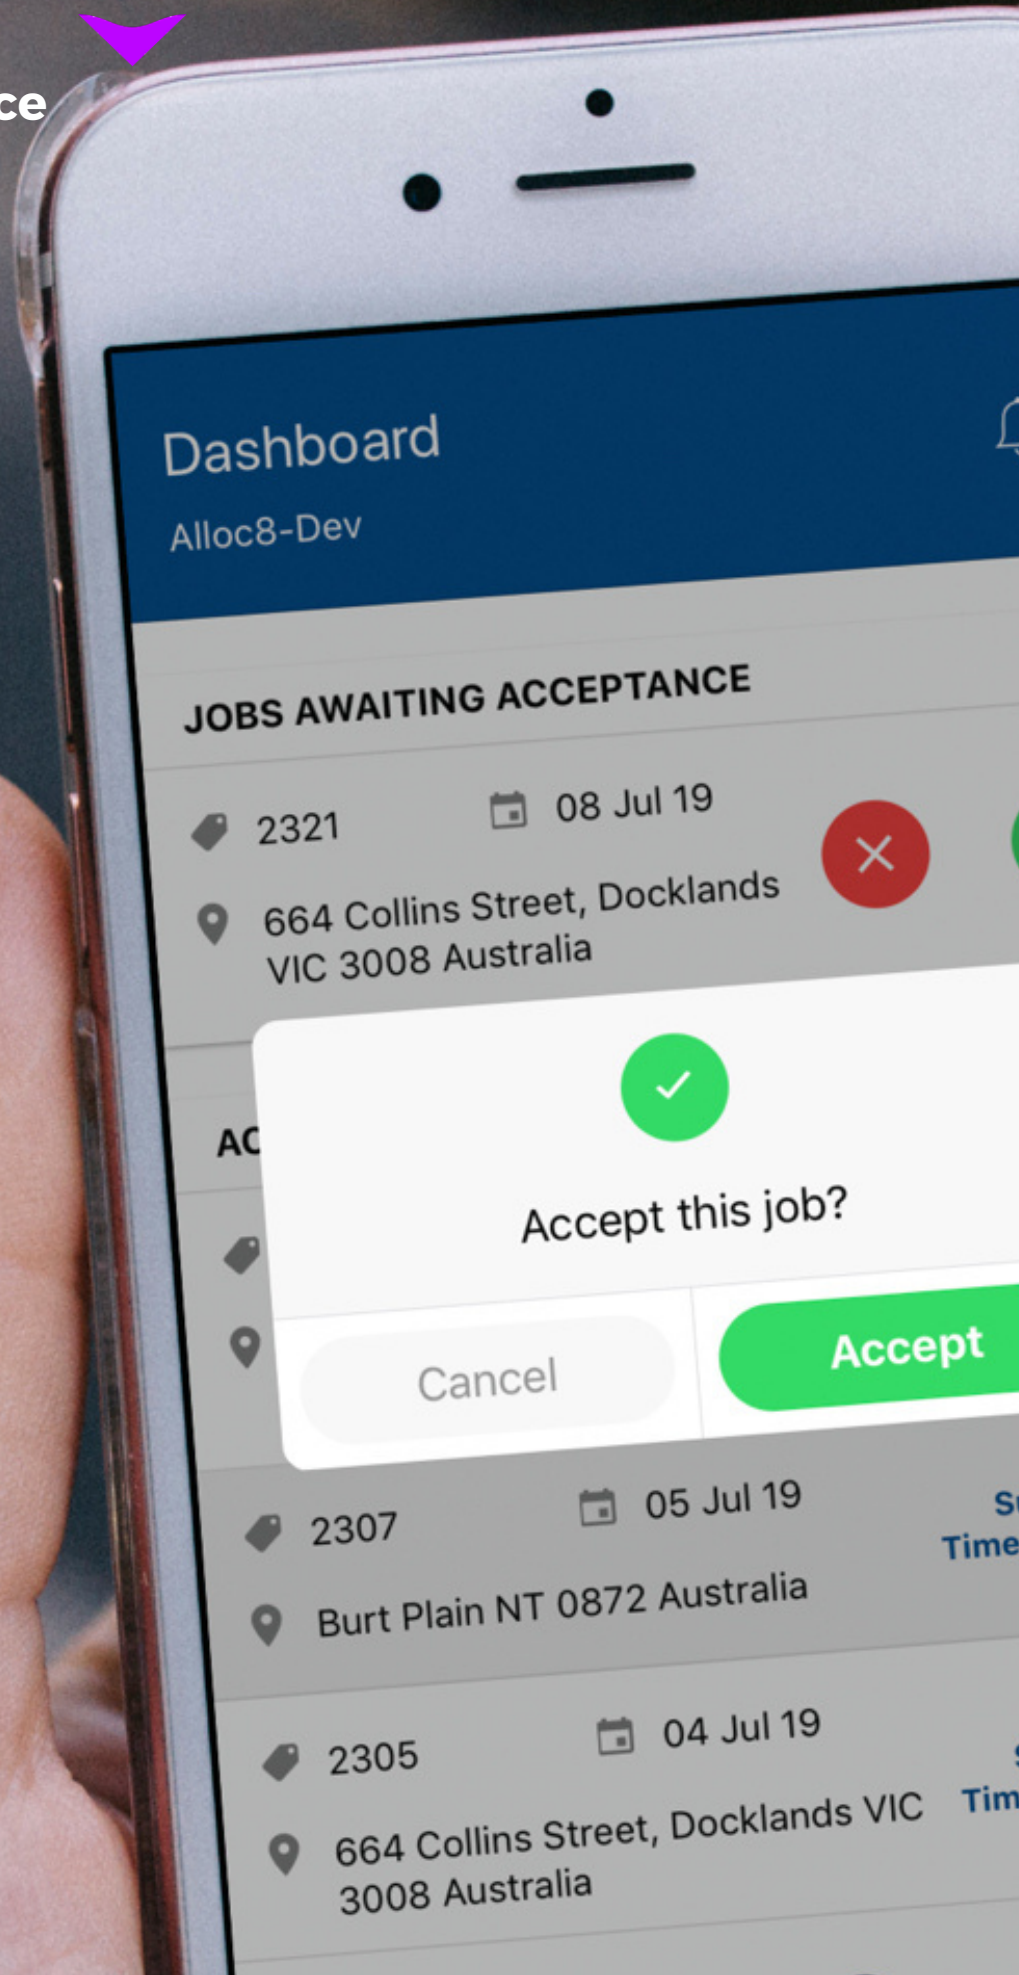 ce
Dashboard
Alloc8-Dev
JOBS AWAITING ACCEPTANCE
2321 08 Jul 19
664 Collins Street, Docklands
VIC 3008 Australia
Accept this job?
Cancel Accept
2307 05 Jul 19
Time
Burt Plain NT 0872 Australia
2305 04 Jul 19
664 Collins Street, Docklands VIC
3008 Australia